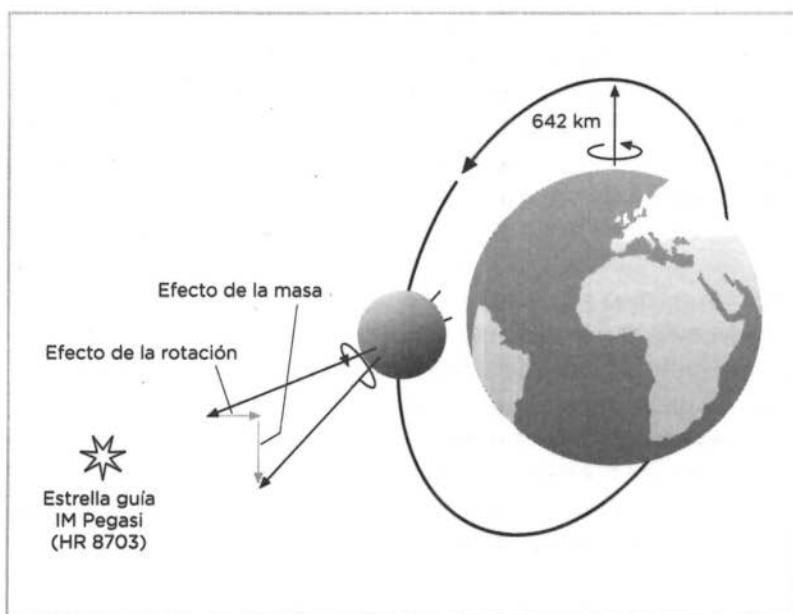 642 km
Efecto de la masa
Efecto de la rotación
Estrella guía
IM Pegasi
(HR 8703)